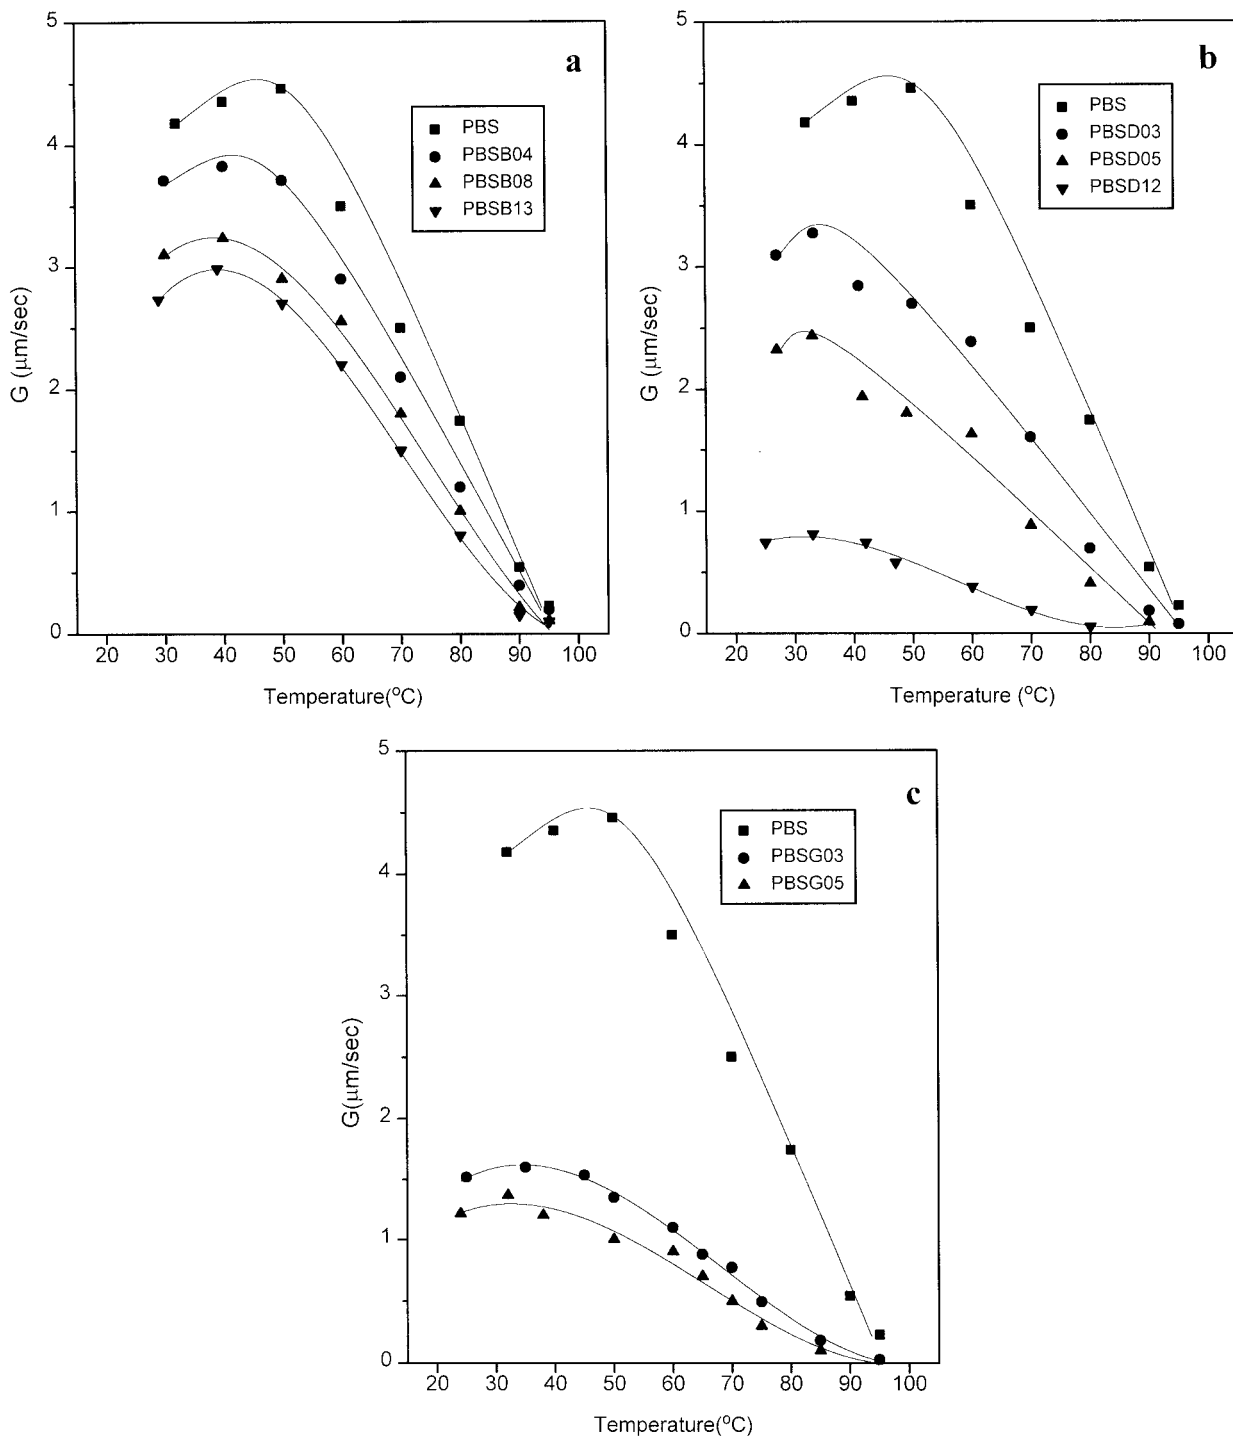 a
5
4
3
2
1
0
G (μm/sec)
PBS
PBSB04
PBSB08
PBSB13
20 30 40 50 60 70 80 90 100
Temperature(°C)
b
5
4
3
2
1
0
G (μm/sec)
PBS
PBSD03
PBSD05
PBSD12
20 30 40 50 60 70 80 90 100
Temperature (°C)
c
5
4
3
2
1
0
G(μm/sec)
PBS
PBSG03
PBSG05
20 30 40 50 60 70 80 90 100
Temperature(°C)